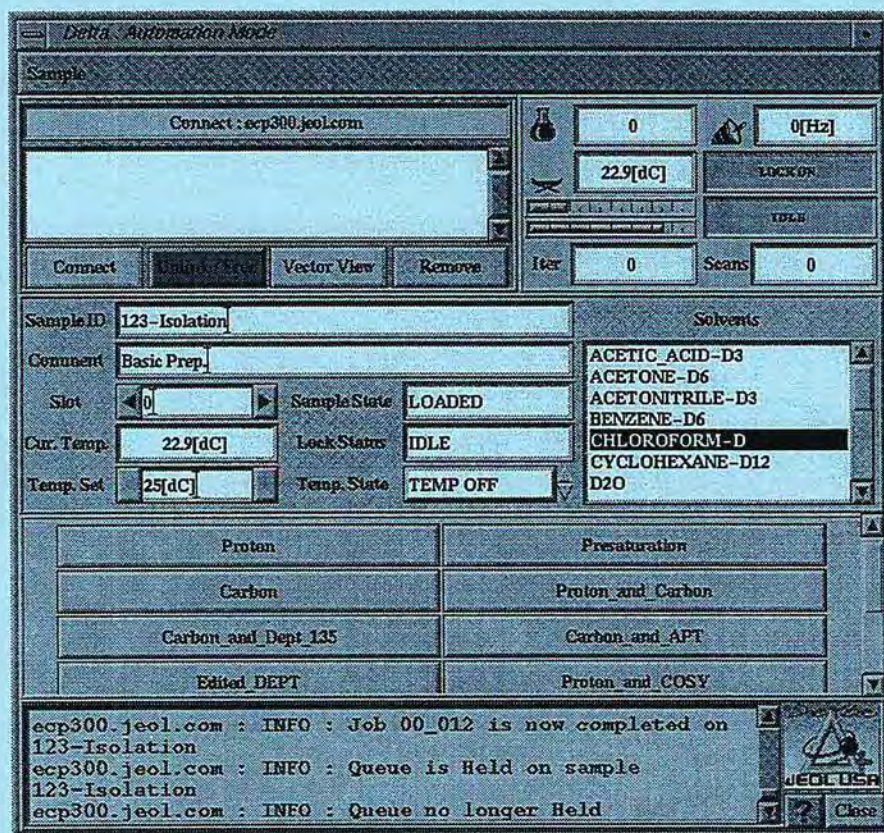 Delta : Automation Mode
Sample
Connect : ecp300.jeol.com
0
0[Hz]
22.9[dC]
LOCK ON
IDLE
Connect
Vector View
Remove
Iter
0
Scans
0
Sample ID
123-Isolation
Solvents
Comment
Basic Prep.
ACETIC_ACID-D3
ACETONE-D6
ACETONITRILE-D3
BENZENE-D6
CHLOROFORM-D
CYCLOHEXANE-D12
D2O
Slot
0
Sample State
LOADED
Cur. Temp.
22.9[dC]
Lock Status
IDLE
Temp. Set
25[dC]
Temp. State
TEMP OFF
Proton
Presaturation
Carbon
Proton_and_Carbon
Carbon_and_Dept_135
Carbon_and_APT
Edited_DEPT
Proton_and_COSY
ecp300.jeol.com : INFO : Job 00_012 is now completed on
123-Isolation
ecp300.jeol.com : INFO : Queue is Held on sample
123-Isolation
ecp300.jeol.com : INFO : Queue no longer Held
JEOL USA
?
Close